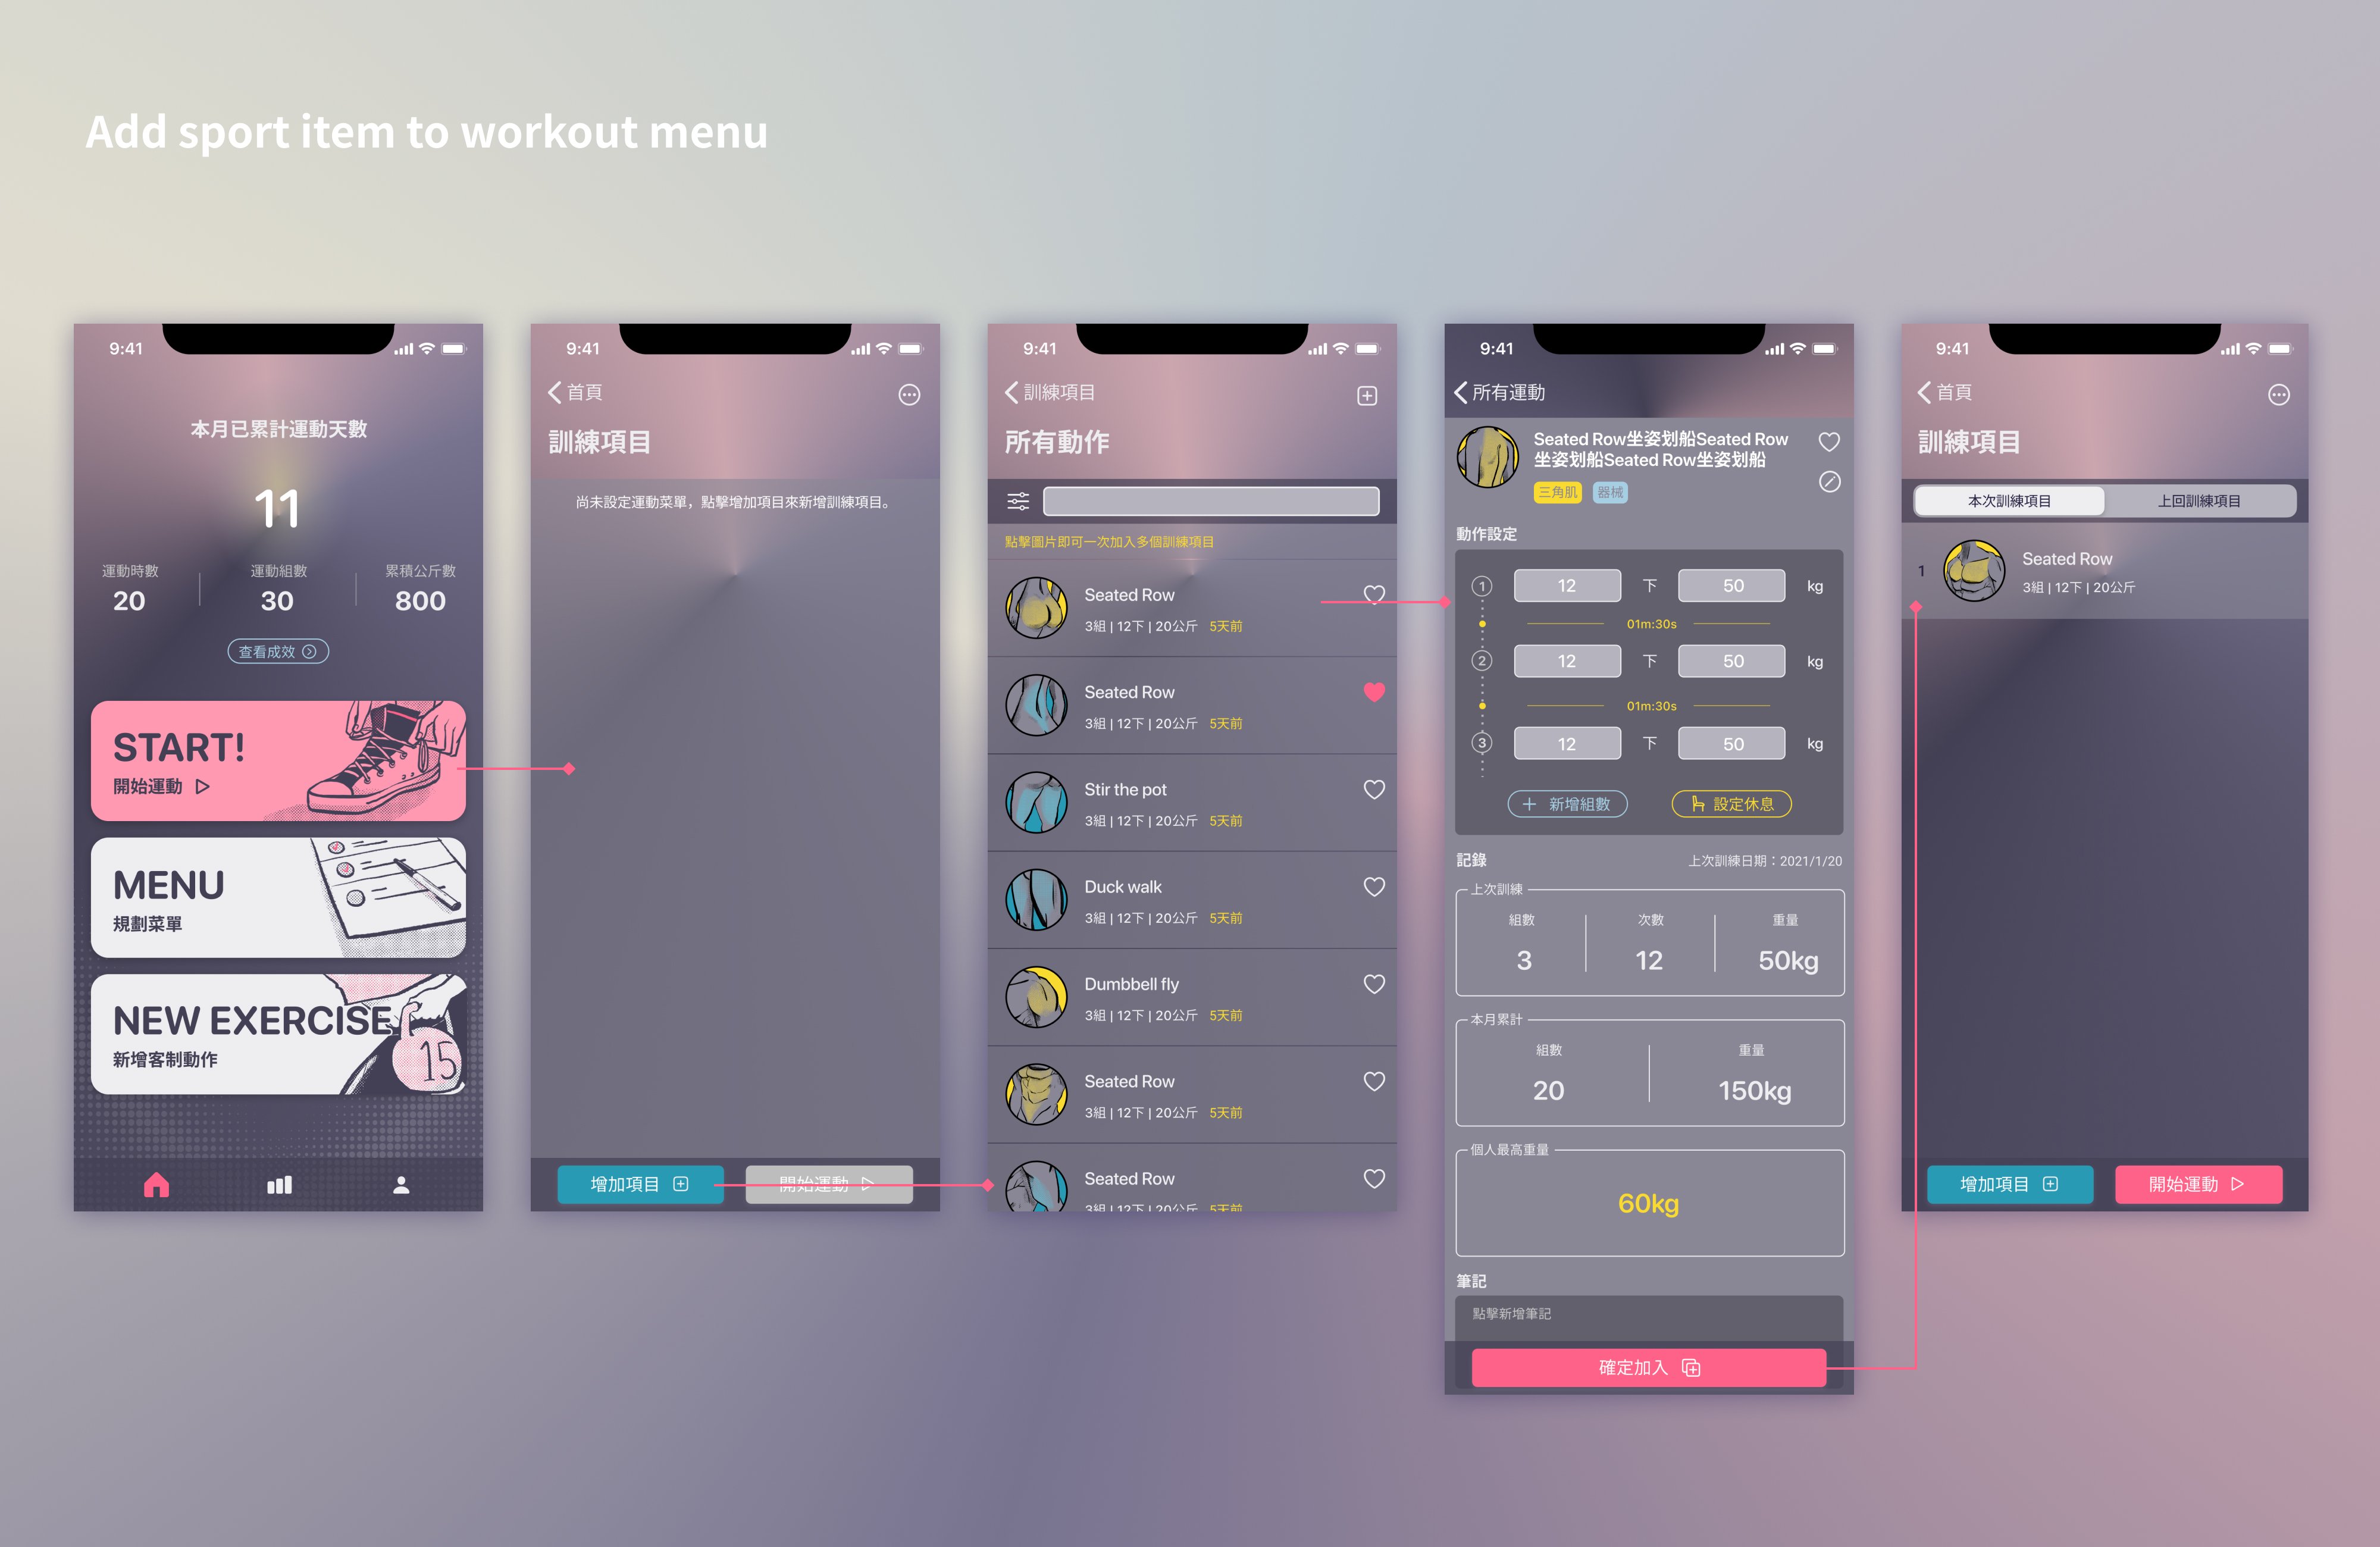 Add sport item to workout menu
9:41
本月已累計運動天數
11
運動時數
20
運動組數
30
累積公斤數
800
查看成效
START!
開始運動
MENU
規劃菜單
NEW EXERCISE
新增客制動作
15
9:41
首頁
訓練項目
尚未設定運動菜單，點擊增加項目來新增訓練項目。
增加項目
開始運動
9:41
訓練項目
所有動作
點擊圖片即可一次加入多個訓練項目
Seated Row
3組 | 12下 | 20公斤 5天前
Seated Row
3組 | 12下 | 20公斤 5天前
Stir the pot
3組 | 12下 | 20公斤 5天前
Duck walk
3組 | 12下 | 20公斤 5天前
Dumbbell fly
3組 | 12下 | 20公斤 5天前
Seated Row
3組 | 12下 | 20公斤 5天前
Seated Row
3組 | 12下 | 20公斤 5天前
9:41
所有運動
Seated Row坐姿划船Seated Row
坐姿划船Seated Row坐姿划船
三角肌 器械
動作設定
1 12 下 50 kg
01m:30s
2 12 下 50 kg
01m:30s
3 12 下 50 kg
新增組數 設定休息
記錄 上次訓練日期：2021/1/20
上次訓練
組數 次數 重量
3 12 50kg
本月累計
組數 重量
20 150kg
個人最高重量
60kg
筆記
點擊新增筆記
確定加入
9:41
首頁
訓練項目
本次訓練項目 上回訓練項目
1 Seated Row
3組 | 12下 | 20公斤
增加項目
開始運動